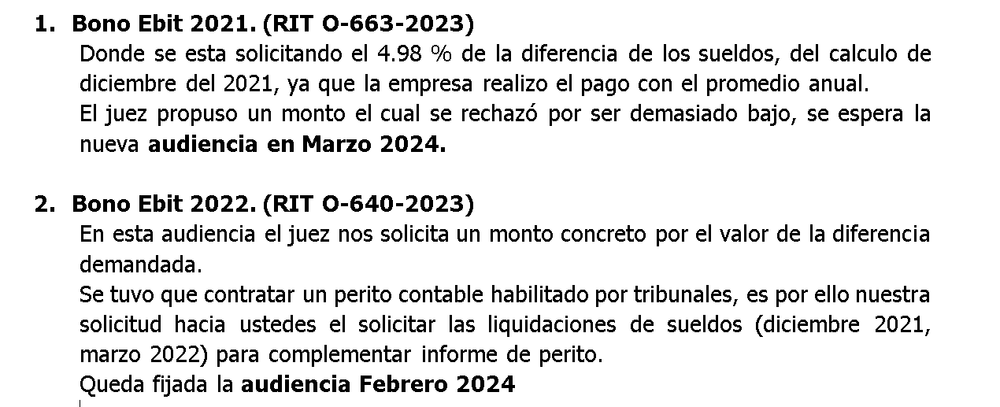 1. Bono Ebit 2021. (RIT O-663-2023)
Donde se esta solicitando el 4.98 % de la diferencia de los sueldos, del calculo de
diciembre del 2021, ya que la empresa realizo el pago con el promedio anual.
El juez propuso un monto el cual se rechazó por ser demasiado bajo, se espera la
nueva audiencia en Marzo 2024.
2. Bono Ebit 2022. (RIT O-640-2023)
En esta audiencia el juez nos solicita un monto concreto por el valor de la diferencia
demandada.
Se tuvo que contratar un perito contable habilitado por tribunales, es por ello nuestra
solicitud hacia ustedes el solicitar las liquidaciones de sueldos (diciembre 2021,
marzo 2022) para complementar informe de perito.
Queda fijada la audiencia Febrero 2024